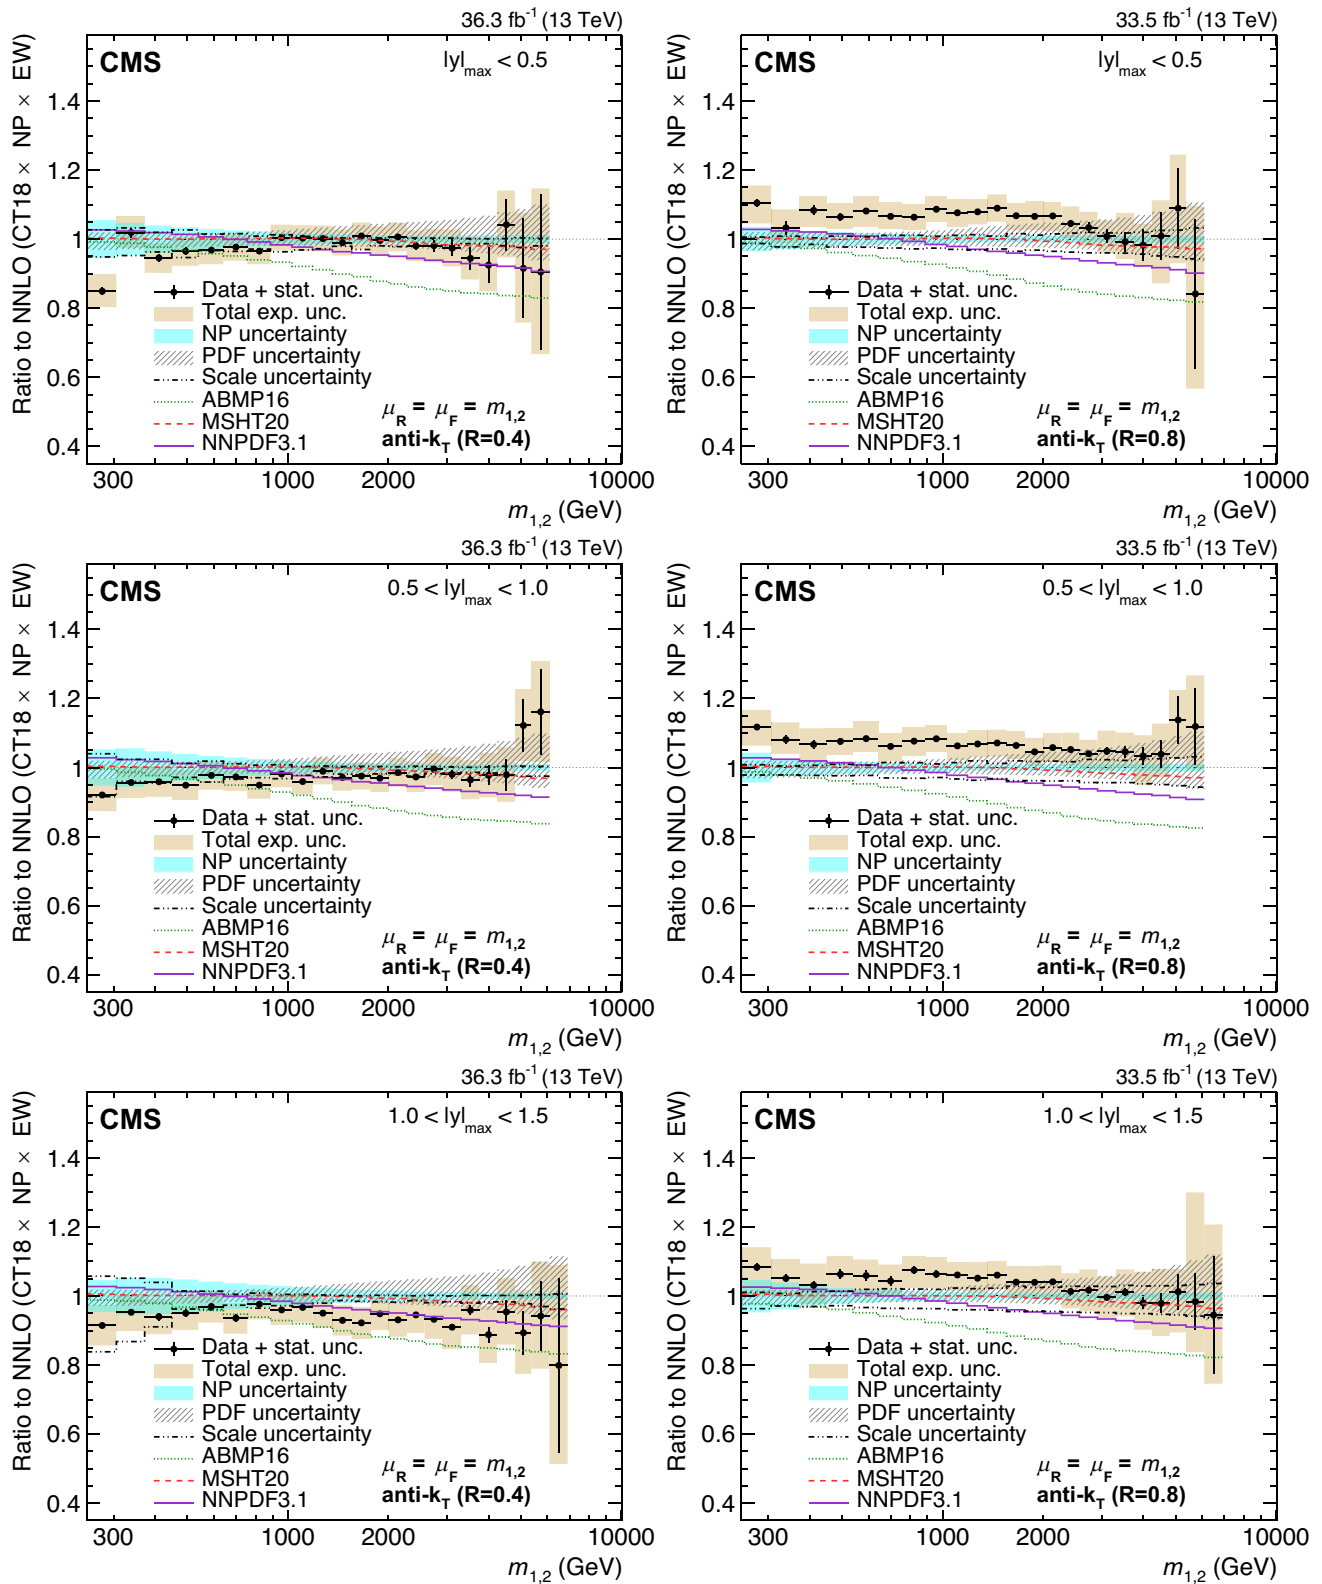 36.3 fb-1 (13 TeV)
CMS
|y|max < 0.5
Ratio to NNLO (CT18 × NP × EW)
1.4
1.2
1
0.8
0.6
0.4
Data + stat. unc.
Total exp. unc.
NP uncertainty
PDF uncertainty
Scale uncertainty
ABMP16
MSHT20
NNPDF3.1
μR = μF = m1,2
anti-kT (R=0.4)
300 1000 2000 10000
m1,2 (GeV)
33.5 fb-1 (13 TeV)
CMS
|y|max < 0.5
Ratio to NNLO (CT18 × NP × EW)
1.4
1.2
1
0.8
0.6
0.4
Data + stat. unc.
Total exp. unc.
NP uncertainty
PDF uncertainty
Scale uncertainty
ABMP16
MSHT20
NNPDF3.1
μR = μF = m1,2
anti-kT (R=0.8)
300 1000 2000 10000
m1,2 (GeV)
36.3 fb-1 (13 TeV)
CMS
0.5 < |y|max < 1.0
Ratio to NNLO (CT18 × NP × EW)
1.4
1.2
1
0.8
0.6
0.4
Data + stat. unc.
Total exp. unc.
NP uncertainty
PDF uncertainty
Scale uncertainty
ABMP16
MSHT20
NNPDF3.1
μR = μF = m1,2
anti-kT (R=0.4)
300 1000 2000 10000
m1,2 (GeV)
33.5 fb-1 (13 TeV)
CMS
0.5 < |y|max < 1.0
Ratio to NNLO (CT18 × NP × EW)
1.4
1.2
1
0.8
0.6
0.4
Data + stat. unc.
Total exp. unc.
NP uncertainty
PDF uncertainty
Scale uncertainty
ABMP16
MSHT20
NNPDF3.1
μR = μF = m1,2
anti-kT (R=0.8)
300 1000 2000 10000
m1,2 (GeV)
36.3 fb-1 (13 TeV)
CMS
1.0 < |y|max < 1.5
Ratio to NNLO (CT18 × NP × EW)
1.4
1.2
1
0.8
0.6
0.4
Data + stat. unc.
Total exp. unc.
NP uncertainty
PDF uncertainty
Scale uncertainty
ABMP16
MSHT20
NNPDF3.1
μR = μF = m1,2
anti-kT (R=0.4)
300 1000 2000 10000
m1,2 (GeV)
33.5 fb-1 (13 TeV)
CMS
1.0 < |y|max < 1.5
Ratio to NNLO (CT18 × NP × EW)
1.4
1.2
1
0.8
0.6
0.4
Data + stat. unc.
Total exp. unc.
NP uncertainty
PDF uncertainty
Scale uncertainty
ABMP16
MSHT20
NNPDF3.1
μR = μF = m1,2
anti-kT (R=0.8)
300 1000 2000 10000
m1,2 (GeV)